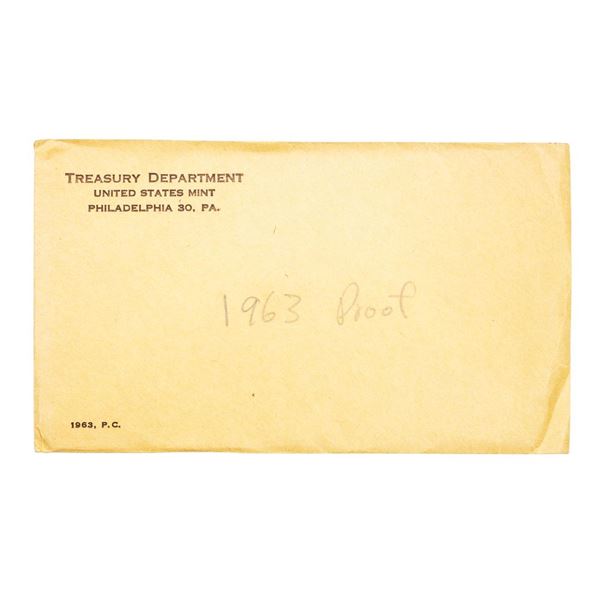 TREASURY DEPARTMENT
UNITED STATES MINT
PHILADELPHIA 30, PA.
1963 Proof
1963, P.C.